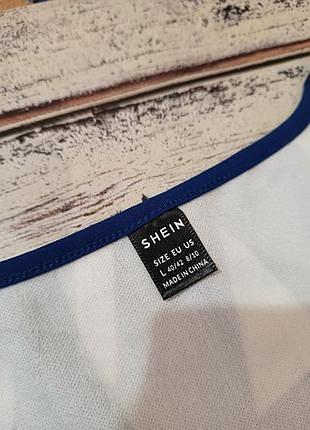 SHEIN
SIZE EU US
L 40/42 8/10
MADE IN CHINA